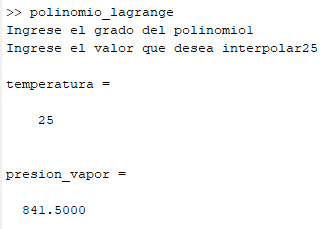 >> polinomio_lagrange
Ingrese el grado del polinomio1
Ingrese el valor que desea interpolar25
temperatura =
25
presion_vapor =
841.5000